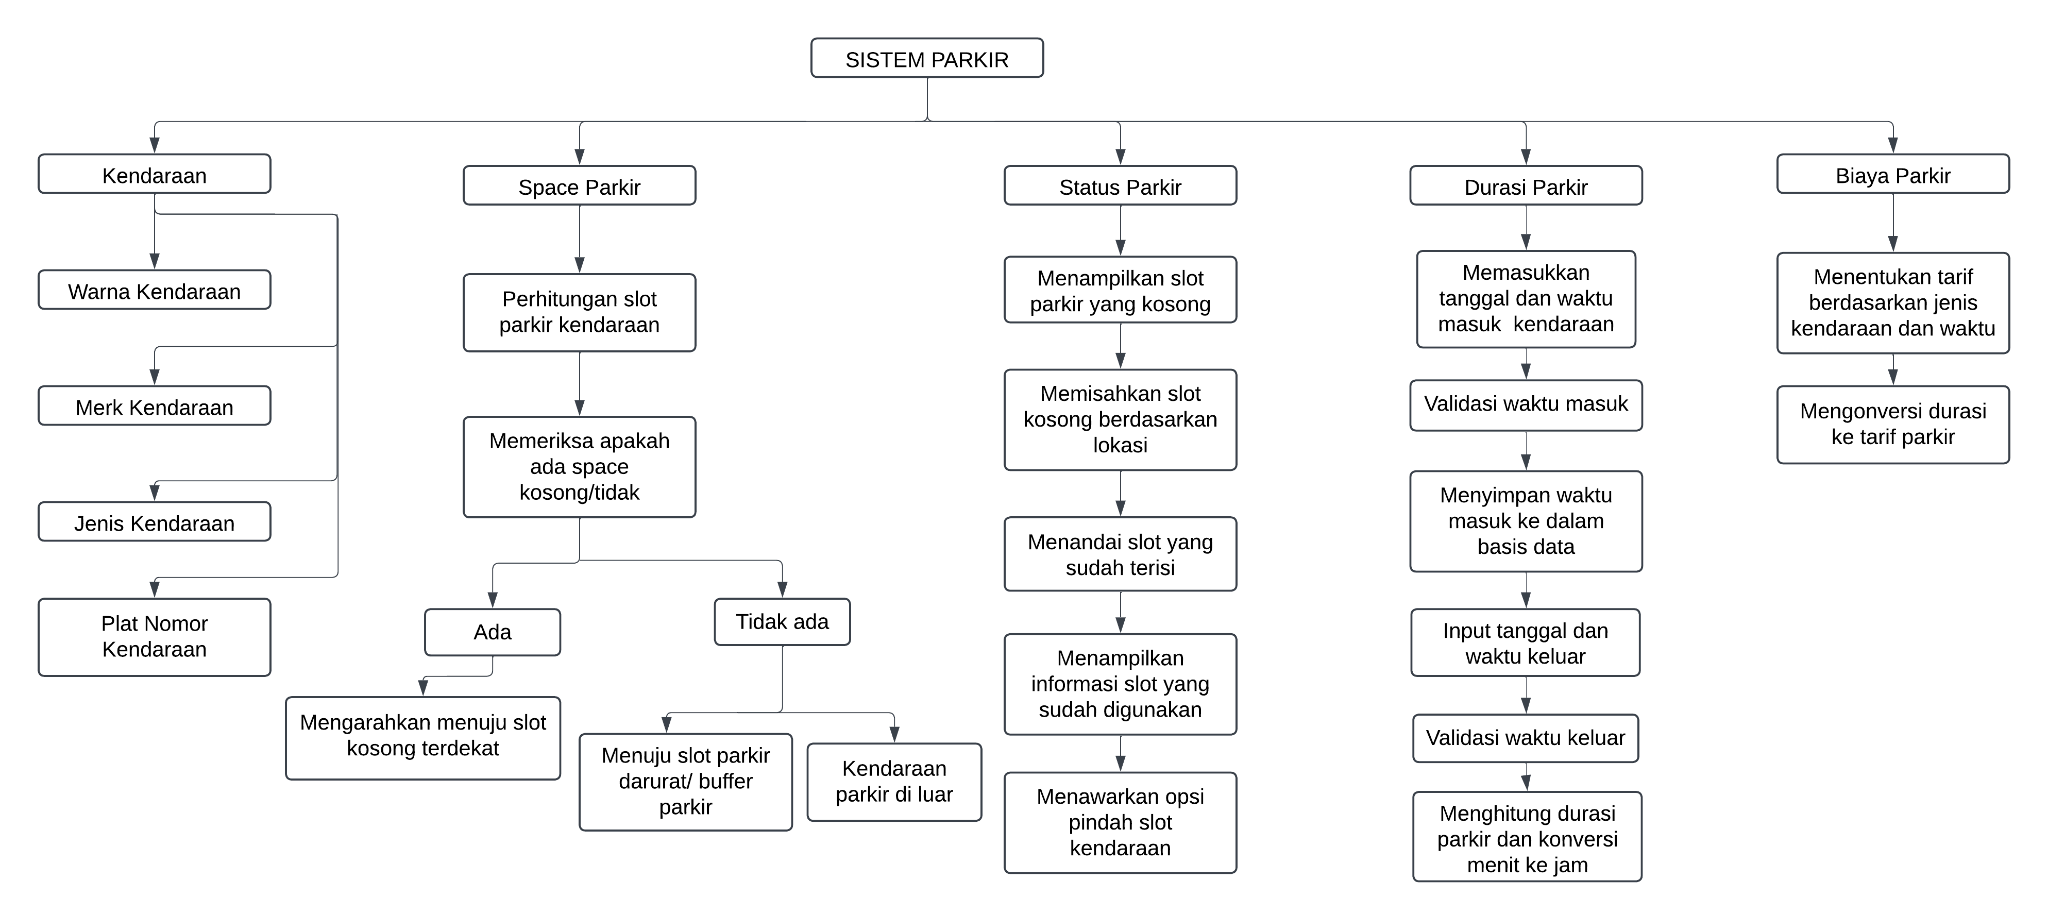 SISTEM PARKIR
Kendaraan
Warna Kendaraan
Merk Kendaraan
Jenis Kendaraan
Plat Nomor
Kendaraan
Space Parkir
Perhitungan slot
parkir kendaraan
Memeriksa apakah
ada space
kosong/tidak
Ada
Mengarahkan menuju slot
kosong terdekat
Tidak ada
Menuju slot parkir
darurat/ buffer
parkir
Kendaraan
parkir di luar
Status Parkir
Menampilkan slot
parkir yang kosong
Memisahkan slot
kosong berdasarkan
lokasi
Menandai slot yang
sudah terisi
Menampilkan
informasi slot yang
sudah digunakan
Menawarkan opsi
pindah slot
kendaraan
Durasi Parkir
Memasukkan
tanggal dan waktu
masuk  kendaraan
Validasi waktu masuk
Menyimpan waktu
masuk ke dalam
basis data
Input tanggal dan
waktu keluar
Validasi waktu keluar
Menghitung durasi
parkir dan konversi
menit ke jam
Biaya Parkir
Menentukan tarif
berdasarkan jenis
kendaraan dan waktu
Mengonversi durasi
ke tarif parkir